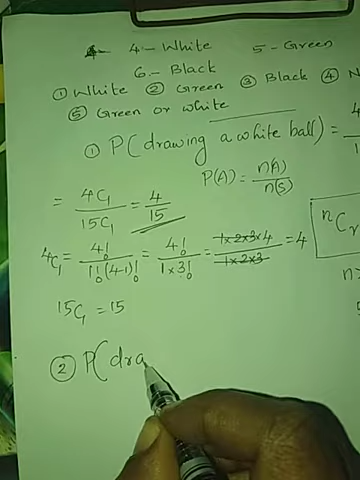 4 - White 5 - Green
6 - Black
① White ② Green ③ Black ④ N
⑤ Green or white
① P(drawing a white ball) = 4
P(A) = n(A)/n(S)
= 4C₁/15C₁ = 4/15
4C₁ = 4!/1!(4-1)! = 4!/1×3! = 1×2×3×4/1×2×3 = 4
nCr
n>
15C₁ = 15
② P(dra